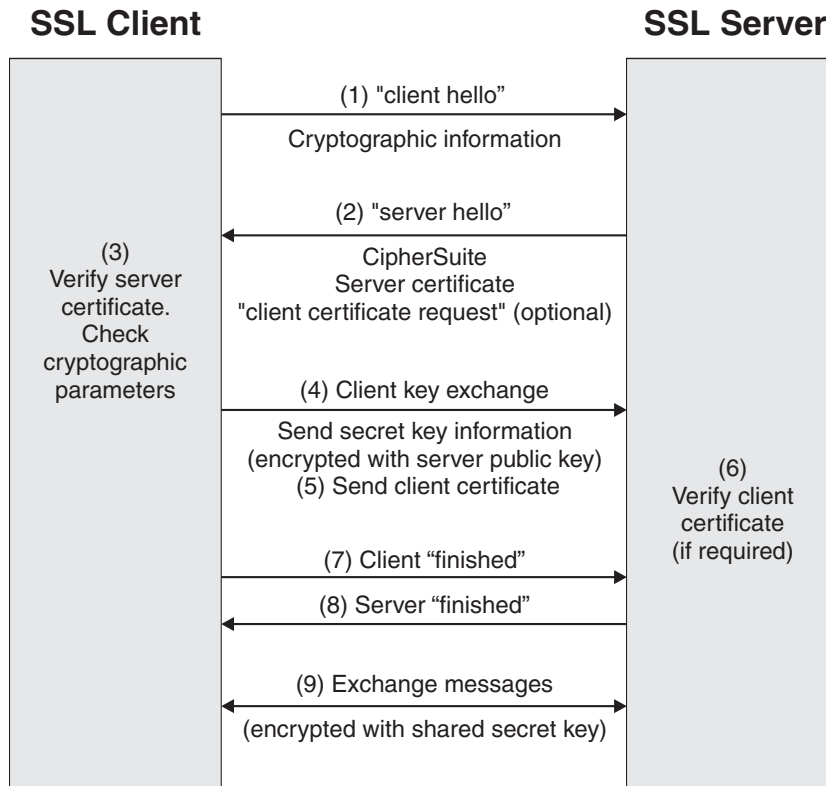 SSL Client
SSL Server
(1) "client hello”
Cryptographic information
(2) "server hello”
CipherSuite
Server certificate
"client certificate request" (optional)
(3)
Verify server
certificate.
Check
cryptographic
parameters
(4) Client key exchange
Send secret key information
(encrypted with server public key)
(5) Send client certificate
(6)
Verify client
certificate
(if required)
(7) Client “finished”
(8) Server “finished”
(9) Exchange messages
(encrypted with shared secret key)